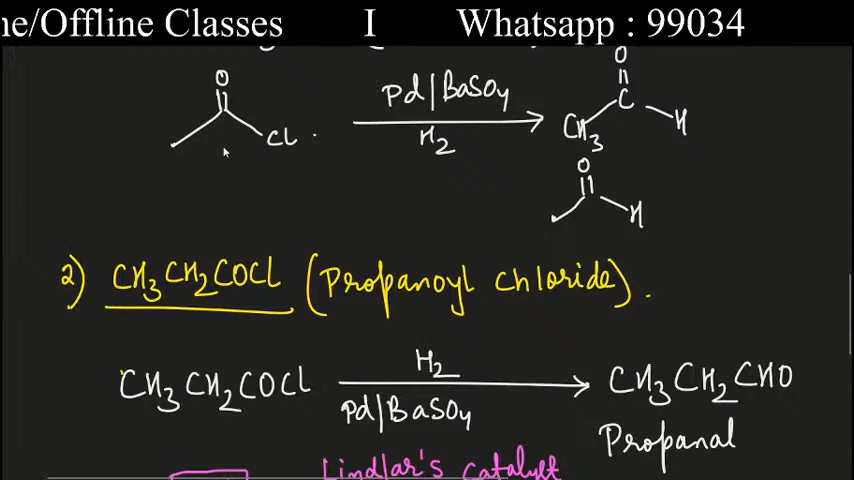 ne/Offline Classes I Whatsapp : 99034
O
Cl .
Pd|BaSO4
H2
O
C
CH3 H
O
H
2) CH3CH2COCl (Propanoyl chloride).
CH3CH2COCl H2 CH3CH2CHO
Pd|BaSO4 Propanal
Lindlar's catalyst